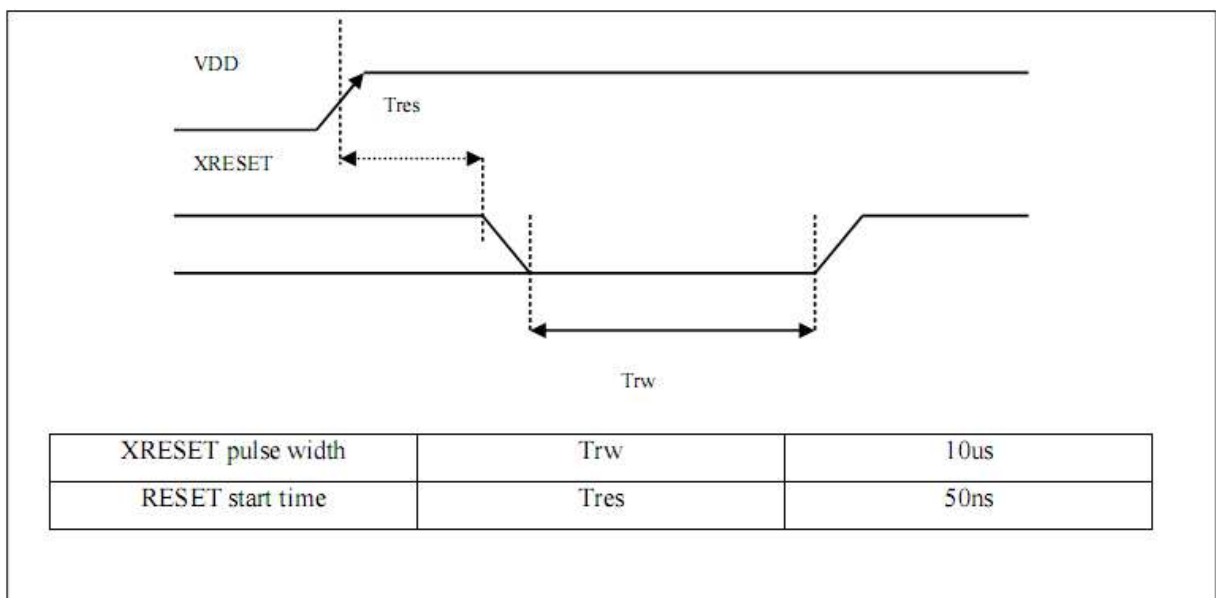 VDD
Tres
XRESET
Trw
XRESET pulse width Trw 10us
RESET start time Tres 50ns